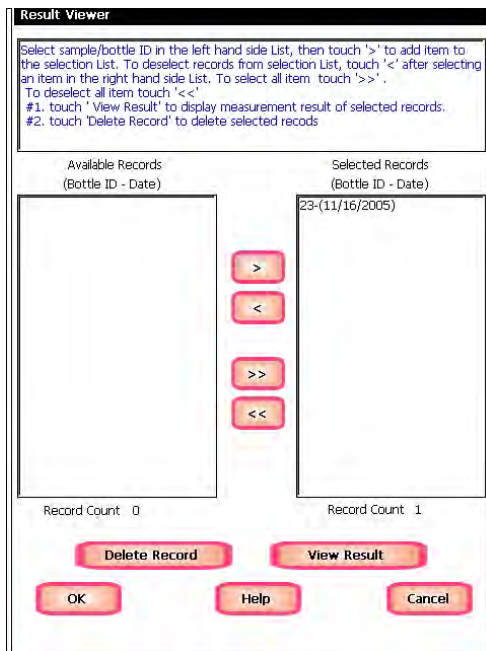 Result Viewer
Select sample/bottle ID in the left hand side List, then touch '>' to add item to
the selection List. To deselect records from selection List, touch '<' after selecting
an item in the right hand side List. To select all item touch '>>' .
To deselect all item touch '<<'
#1. touch ' View Result' to display measurement result of selected records.
#2. touch 'Delete Record' to delete selected recods
Available Records
(Bottle ID - Date)
Selected Records
(Bottle ID - Date)
23-(11/16/2005)
>
<
>>
<<
Record Count 0
Record Count 1
Delete Record
View Result
OK
Help
Cancel